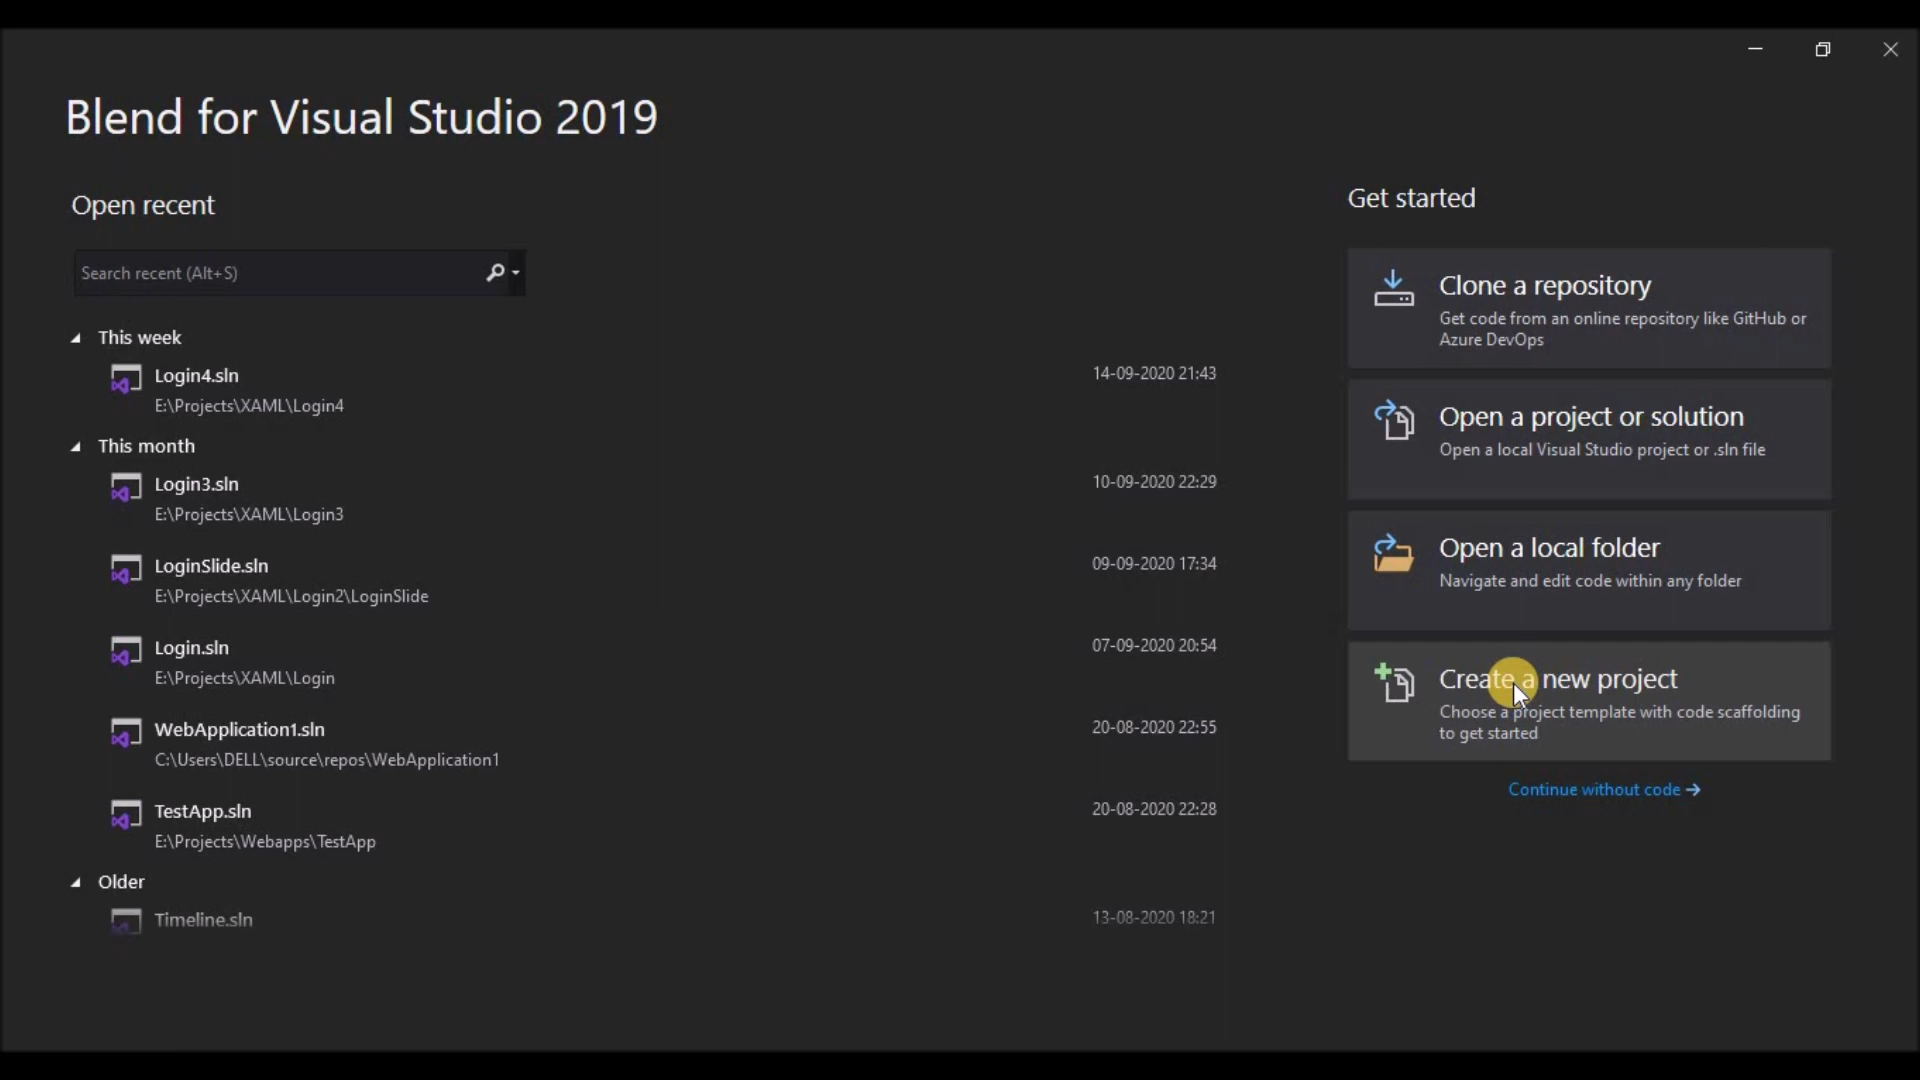 Blend for Visual Studio 2019
Open recent
Search recent (Alt+S)
This week
Login4.sln
14-09-2020 21:43
E:\Projects\XAML\Login4
This month
Login3.sln
10-09-2020 22:29
E:\Projects\XAML\Login3
LoginSlide.sln
09-09-2020 17:34
E:\Projects\XAML\Login2\LoginSlide
Login.sln
07-09-2020 20:54
E:\Projects\XAML\Login
WebApplication1.sln
20-08-2020 22:55
C:\Users\DELL\source\repos\WebApplication1
TestApp.sln
20-08-2020 22:28
E:\Projects\Webapps\TestApp
Older
Timeline.sln
13-08-2020 18:21
Get started
Clone a repository
Get code from an online repository like GitHub or
Azure DevOps
Open a project or solution
Open a local Visual Studio project or .sln file
Open a local folder
Navigate and edit code within any folder
Create a new project
Choose a project template with code scaffolding
to get started
Continue without code →